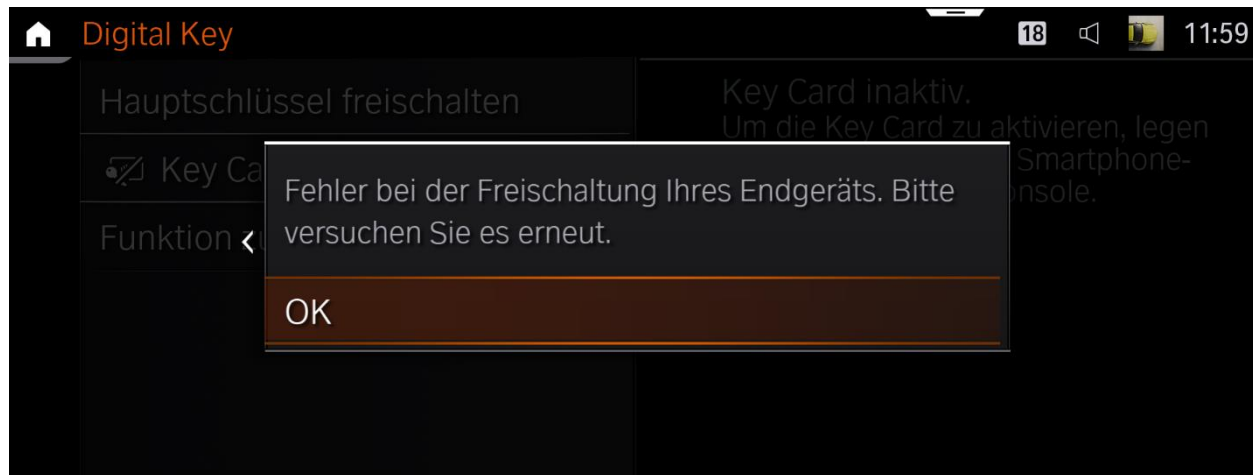 Digital Key
18
11:59
Hauptschlüssel freischalten
Key Card inaktiv.
Um die Key Card zu aktivieren, legen
Key Ca
Smartphone-
Fehler bei der Freischaltung Ihres Endgeräts. Bitte
versuchen Sie es erneut.
Funktion
OK